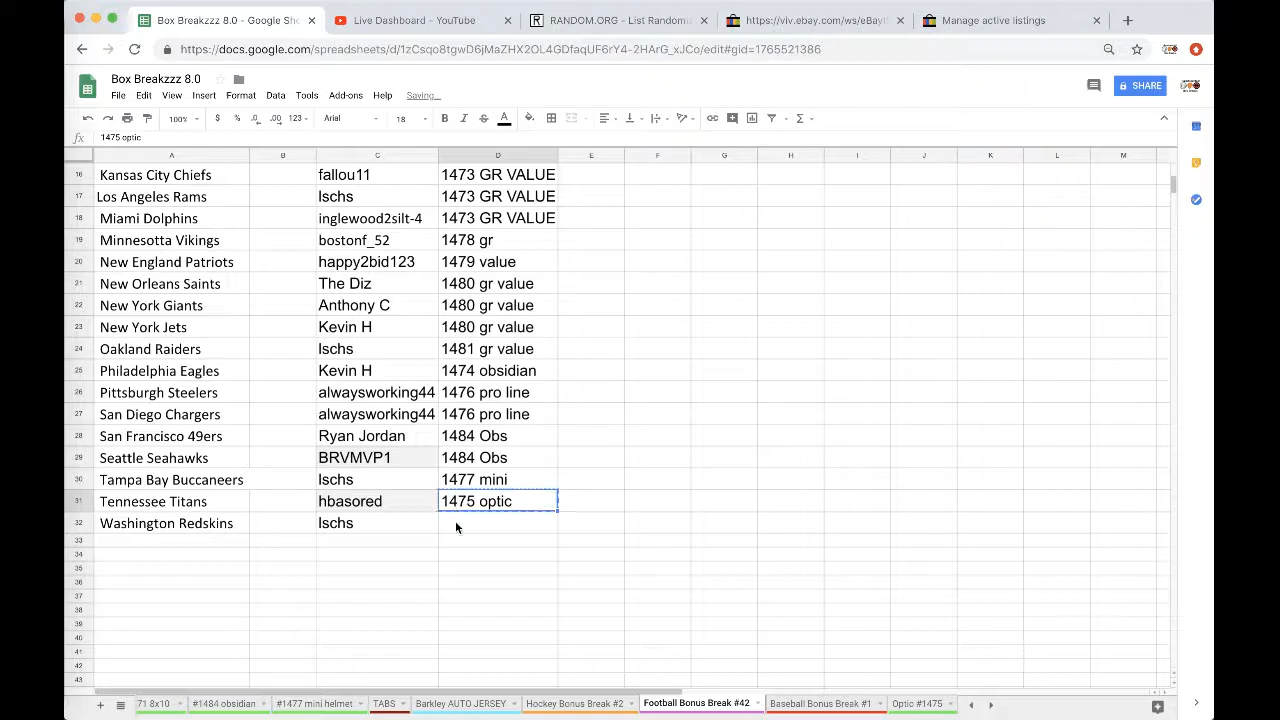 Box Breakzzz 8.0 - Google She
Live Dashboard - YouTube
RANDOM.ORG - List Randomi
https://ebay.com/ws/eBayI
Manage active listings
https://docs.google.com/spreadsheets/d/1zCsqo8tgwD6jMaZHX2OL4GDfaqUF6rY4-2HArG_xJCo/edit#gid=1765521386
Box Breakzzz 8.0
File Edit View Insert Format Data Tools Add-ons Help Saving...
SHARE
100% $ % .0 .00 123 Arial 18 B I S A
fx 1475 optic
A B C D E F G H I J K L M
16 Kansas City Chiefs fallou11 1473 GR VALUE
17 Los Angeles Rams lschs 1473 GR VALUE
18 Miami Dolphins inglewood2silt-4 1473 GR VALUE
19 Minnesotta Vikings bostonf_52 1478 gr
20 New England Patriots happy2bid123 1479 value
21 New Orleans Saints The Diz 1480 gr value
22 New York Giants Anthony C 1480 gr value
23 New York Jets Kevin H 1480 gr value
24 Oakland Raiders lschs 1481 gr value
25 Philadelphia Eagles Kevin H 1474 obsidian
26 Pittsburgh Steelers alwaysworking44 1476 pro line
27 San Diego Chargers alwaysworking44 1476 pro line
28 San Francisco 49ers Ryan Jordan 1484 Obs
29 Seattle Seahawks BRVMVP1 1484 Obs
30 Tampa Bay Buccaneers lschs 1477 mini
31 Tennessee Titans hbasored 1475 optic
32 Washington Redskins lschs
33
34
35
36
37
38
39
40
41
42
43
71 8x10 #1484 obsidian #1477 mini helmet TABS Barkley AUTO JERSEY Hockey Bonus Break #2 Football Bonus Break #42 Baseball Bonus Break #1 Optic #1475